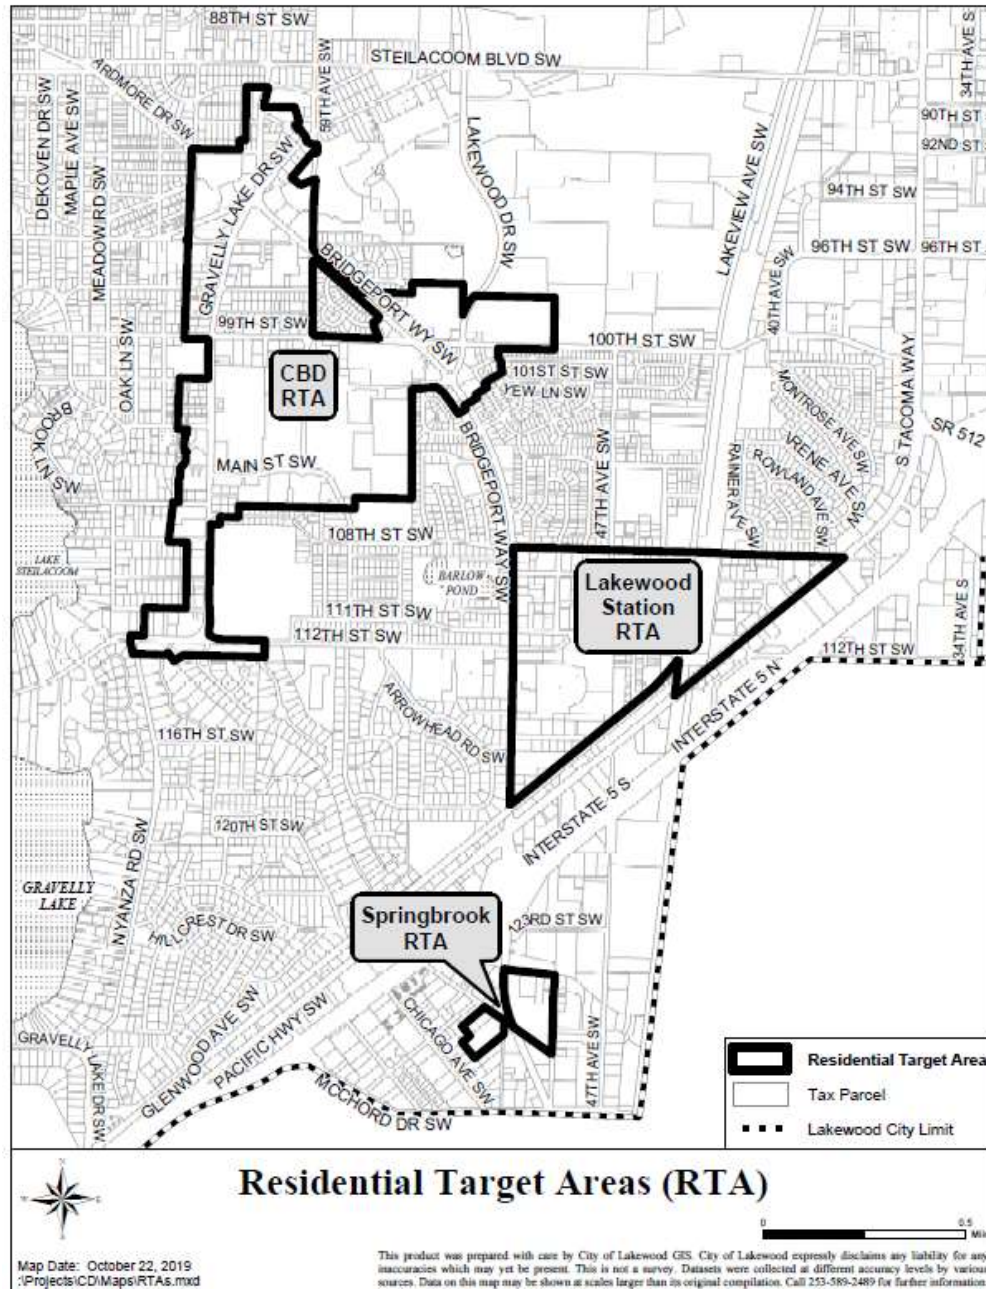 88TH ST SW
STEILACOOM BLVD SW
ARDMORE DR SW
59TH AVE SW
34TH AVE S
90TH ST
92ND ST S
DEKOVEN DR SW
MAPLE AVE SW
MEADOW RD SW
GRAVELLY LAKE DR SW
LAKEWOOD DR SW
LAKEVIEW AVE SW
94TH ST SW
96TH ST SW
96TH ST
BRIDGEPORT WY SW
40TH AVE SW
OAK LN SW
99TH ST SW
100TH ST SW
CBD
RTA
101ST ST SW
YEW LN SW
MONTROSE AVE SW
S TACOMA WAY
SR 512
BROOK LN SW
MAIN ST SW
BRIDGEPORT WAY SW
47TH AVE SW
RAINIER AVE SW
ROWLAND AVE SW
IRENE AVE SW
108TH ST SW
LAKE
STEILACOOM
BARLOW
POND
Lakewood
Station
RTA
111TH ST SW
112TH ST SW
112TH ST SW
34TH AVE S
ARROWHEAD RD SW
INTERSTATE 5 N
116TH ST SW
INTERSTATE 5 S
120TH ST SW
NYANZA RD SW
GRAVELLY
LAKE
HILLCREST DR SW
Springbrook
RTA
123RD ST SW
CHICAGO AVE SW
47TH AVE SW
GLENWOOD AVE SW
PACIFIC HWY SW
GRAVELLY LAKE DR SW
MCCHORD DR SW
Residential Target Area
Tax Parcel
Lakewood City Limit
N
W
E
S
Residential Target Areas (RTA)
0 0.5
Mil
Map Date: October 22, 2019
:\Projects\CD\Maps\RTAs.mxd
This product was prepared with care by City of Lakewood GIS. City of Lakewood expressly disclaims any liability for any
inaccuracies which may yet be present. This is not a survey. Datasets were collected at different accuracy levels by various
sources. Data on this map may be shown at scales larger than its original compilation. Call 253-589-2489 for further information